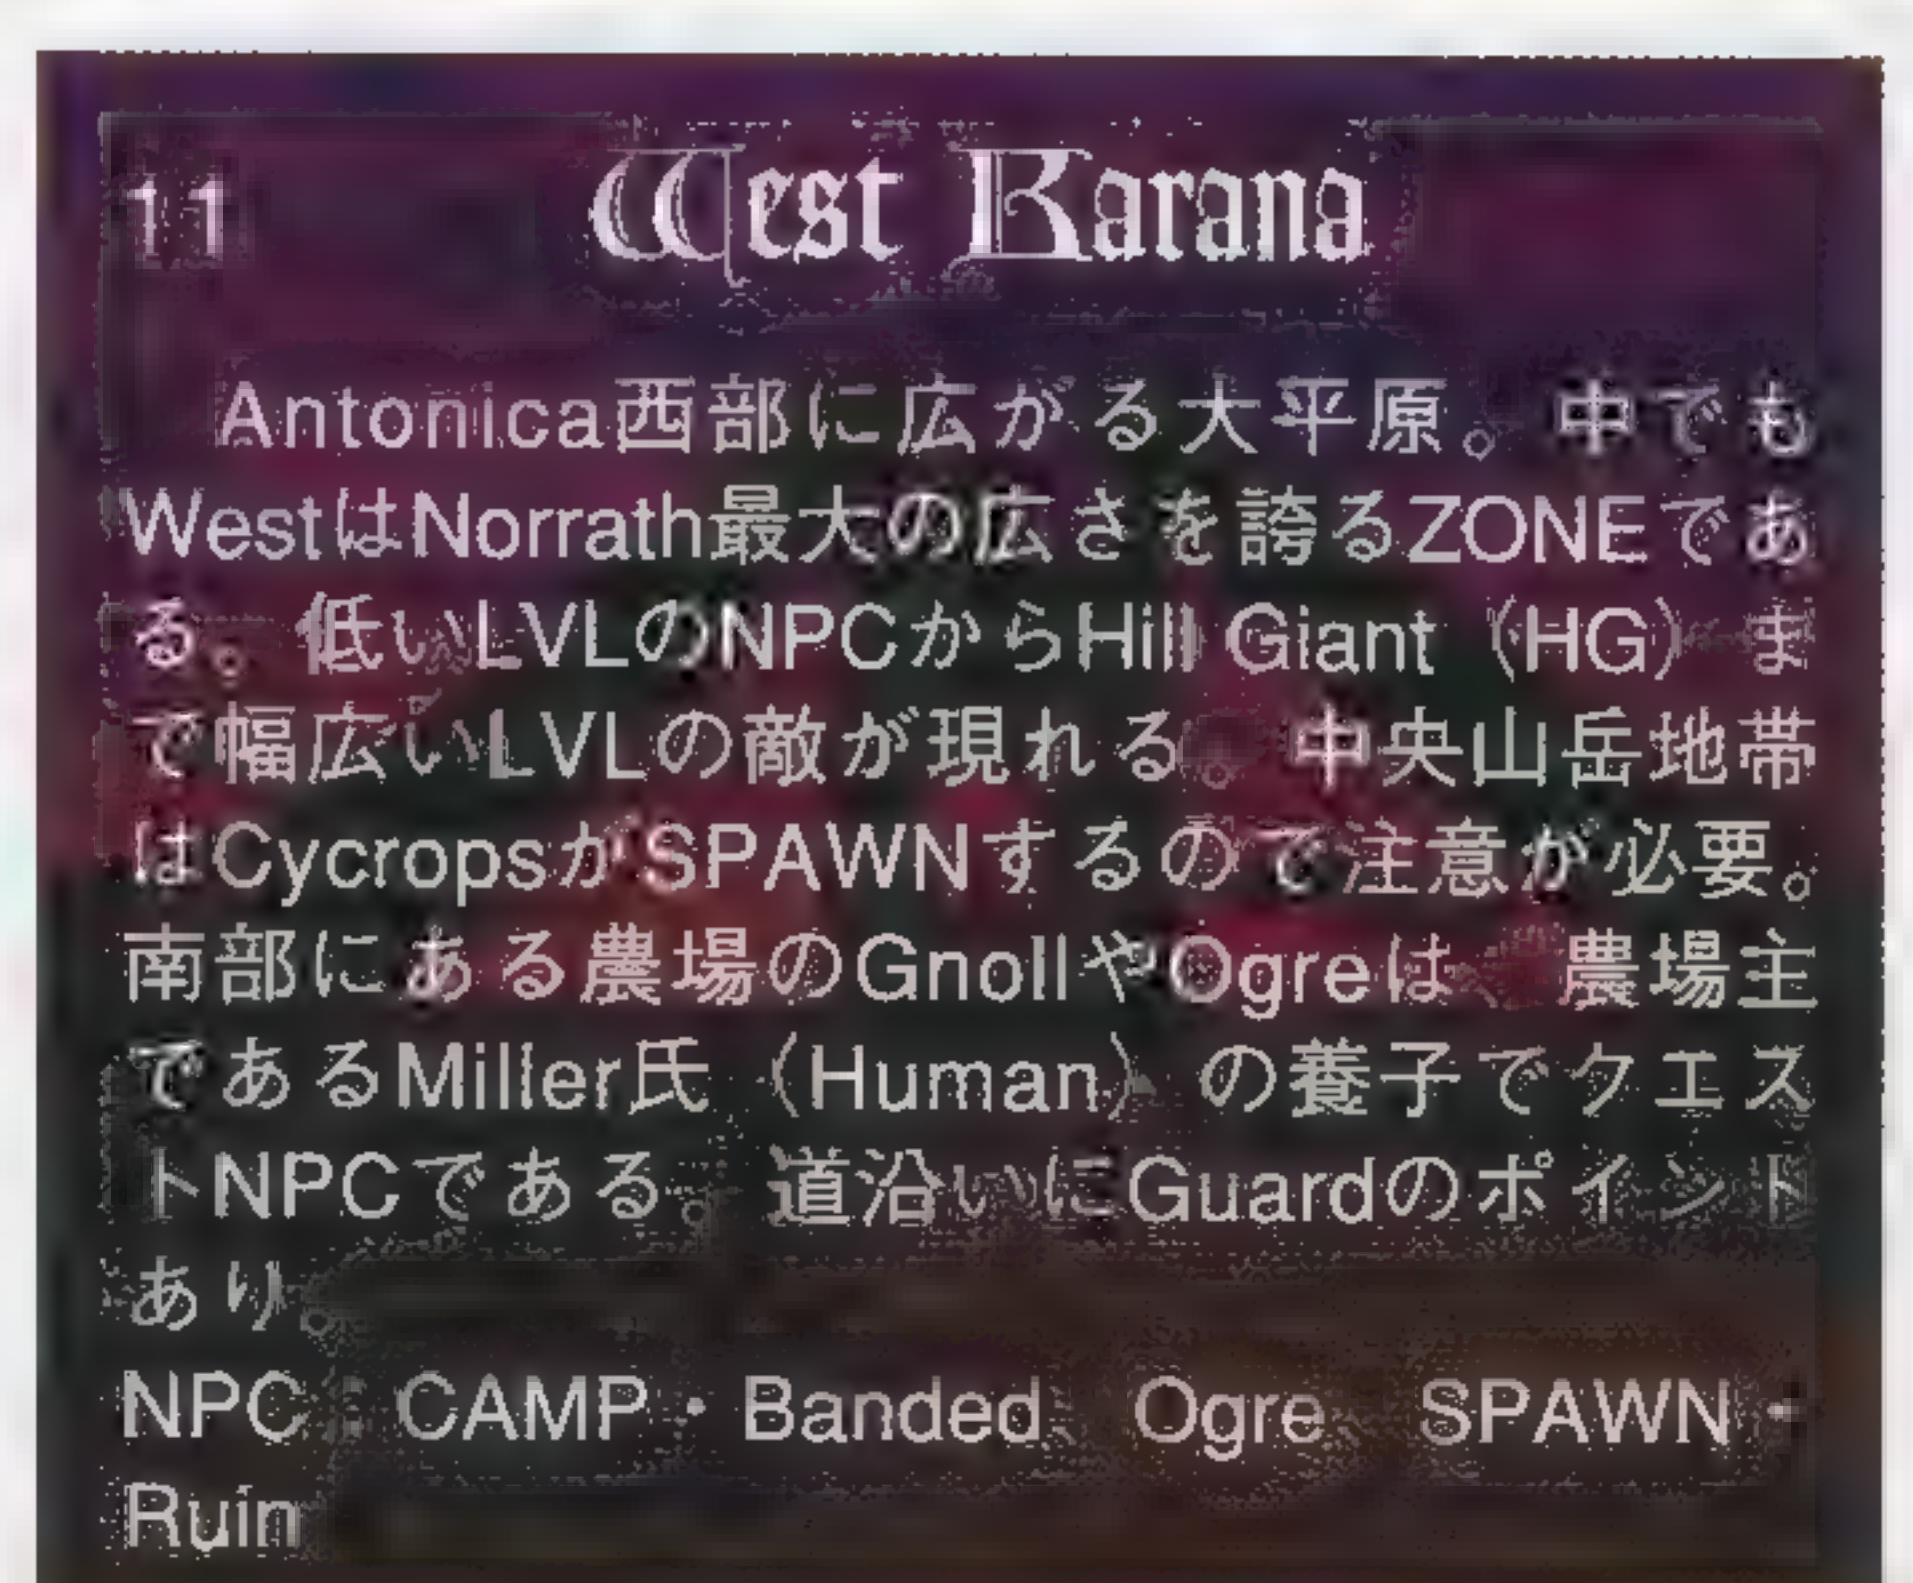 11
West Karana
Antonica西部に広がる大平原。中でも
WestはNorrath最大の広さを誇るZONEであ
る。低いLVLのNPCからHill Giant（HG）ま
で幅広いLVLの敵が現れる。中央山岳地帯
はCycropsがSPAWNするので注意が必要。
南部にある農場のGnollやOgreは、農場主
であるMiller氏（Human）の養子でクエス
トNPCである。道沿いにGuardのポイント
あり。
NPC：CAMP・Banded Ogre SPAWN・
Ruin